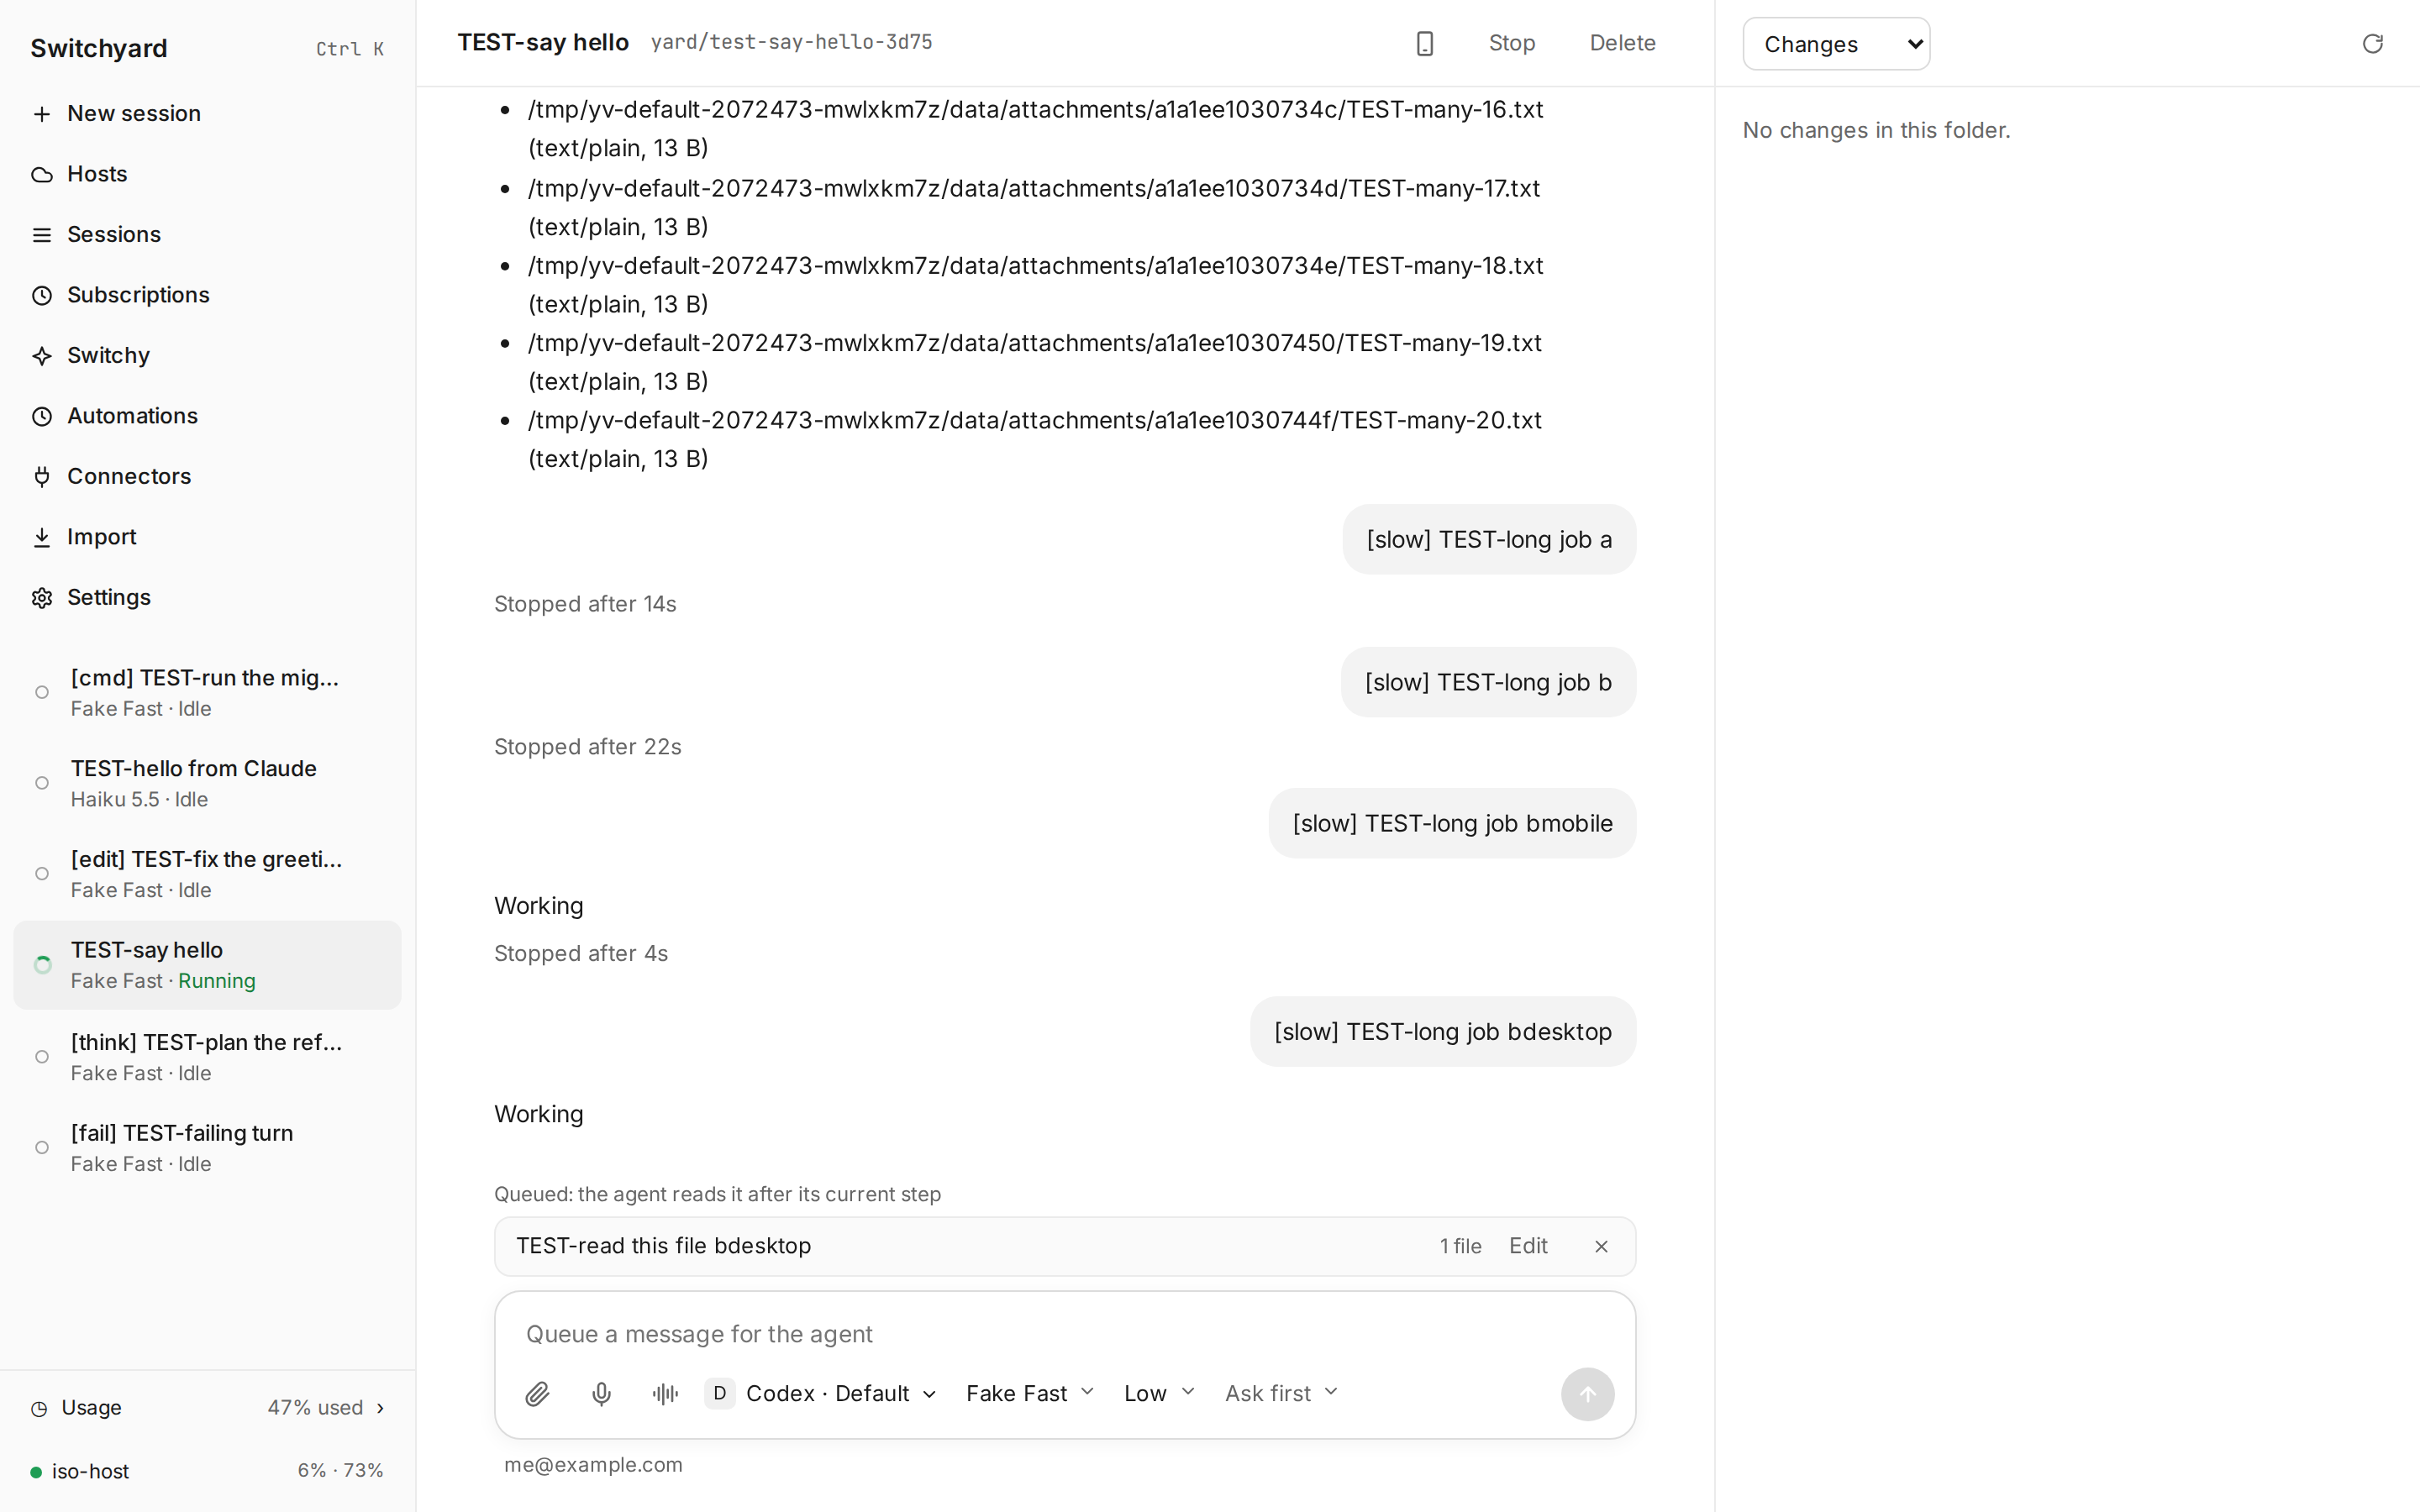 Switchyard
Ctrl K
New session
Hosts
Sessions
Subscriptions
Switchy
Automations
Connectors
Import
Settings
[cmd] TEST-run the mig...
Fake Fast · Idle
TEST-hello from Claude
Haiku 5.5 · Idle
[edit] TEST-fix the greeti...
Fake Fast · Idle
TEST-say hello
Fake Fast · Running
[think] TEST-plan the ref...
Fake Fast · Idle
[fail] TEST-failing turn
Fake Fast · Idle
Usage
47% used
iso-host
6% · 73%
TEST-say hello
yard/test-say-hello-3d75
Stop
Delete
• /tmp/yv-default-2072473-mwlxkm7z/data/attachments/a1a1ee1030734c/TEST-many-16.txt
(text/plain, 13 B)
• /tmp/yv-default-2072473-mwlxkm7z/data/attachments/a1a1ee1030734d/TEST-many-17.txt
(text/plain, 13 B)
• /tmp/yv-default-2072473-mwlxkm7z/data/attachments/a1a1ee1030734e/TEST-many-18.txt
(text/plain, 13 B)
• /tmp/yv-default-2072473-mwlxkm7z/data/attachments/a1a1ee10307450/TEST-many-19.txt
(text/plain, 13 B)
• /tmp/yv-default-2072473-mwlxkm7z/data/attachments/a1a1ee1030744f/TEST-many-20.txt
(text/plain, 13 B)
[slow] TEST-long job a
Stopped after 14s
[slow] TEST-long job b
Stopped after 22s
[slow] TEST-long job bmobile
Working
Stopped after 4s
[slow] TEST-long job bdesktop
Working
Queued: the agent reads it after its current step
TEST-read this file bdesktop
1 file
Edit
Queue a message for the agent
D
Codex · Default
Fake Fast
Low
Ask first
me@example.com
Changes
No changes in this folder.